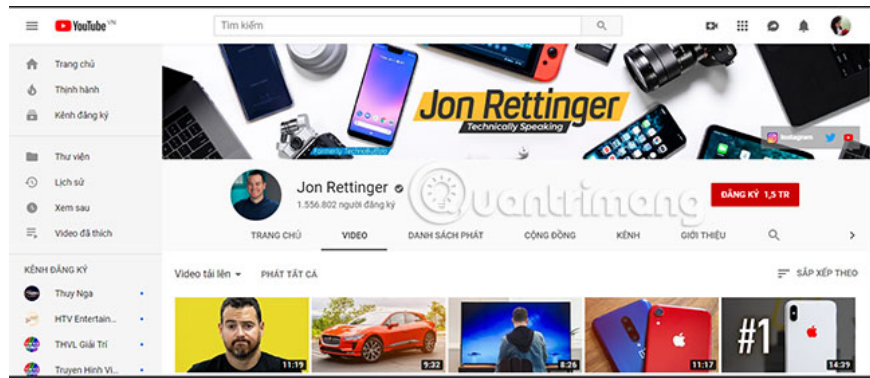 YouTube VN
Tìm kiếm
Trang chủ
Thịnh hành
Kênh đăng ký
Thư viện
Lịch sử
Xem sau
Video đã thích
KÊNH ĐĂNG KÝ
Thuy Nga
HTV Entertain...
THVL Giải Trí
Truyen Hinh Vi...
Jon Rettinger
Technically Speaking
Formerly TechnoBuffalo
Instagram
Jon Rettinger
1.556.802 người đăng ký
Quantrimang
ĐĂNG KÝ 1,5 TR
TRANG CHỦ VIDEO DANH SÁCH PHÁT CỘNG ĐỒNG KÊNH GIỚI THIỆU
Video tải lên PHÁT TẤT CẢ SẮP XẾP THEO
#1
11:19 9:32 8:26 11:17 14:39